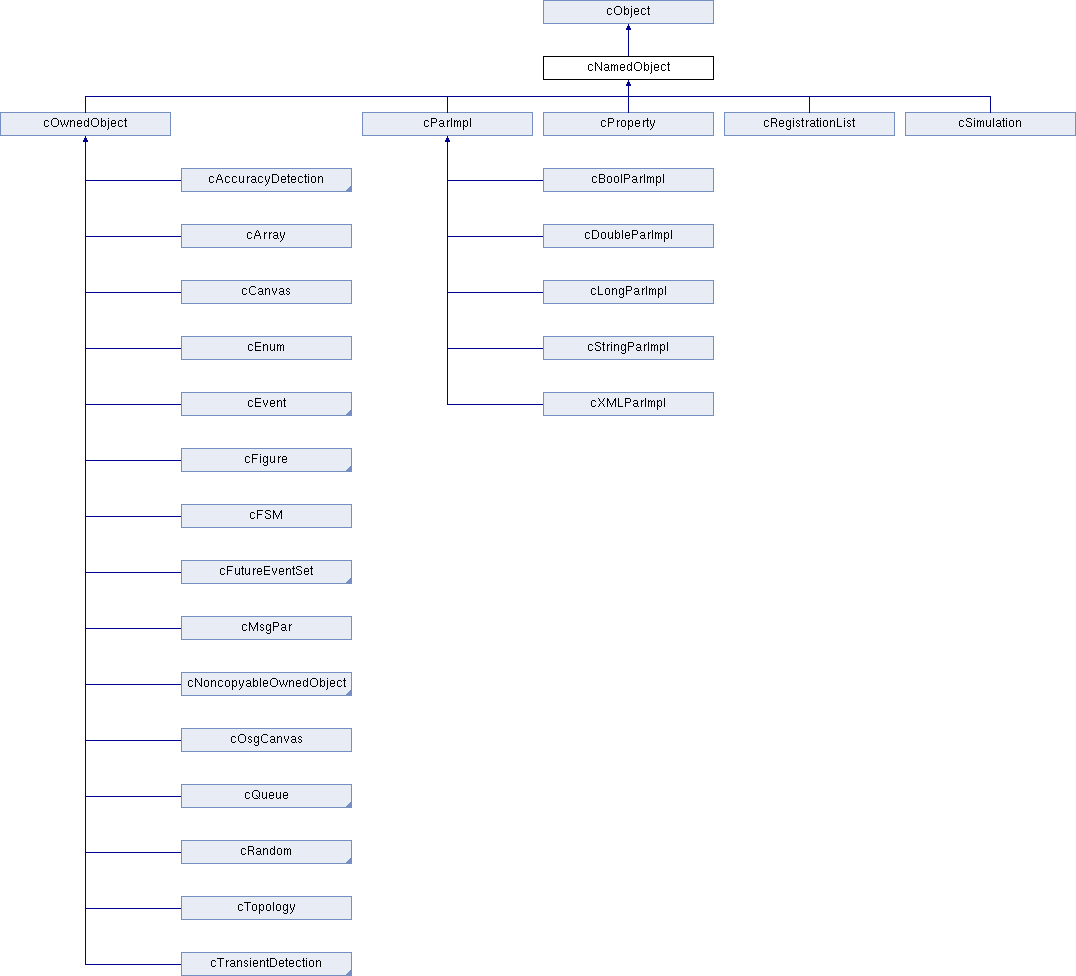 cObject
cNamedObject
cOwnedObject
cParImpl
cProperty
cRegistrationList
cSimulation
cAccuracyDetection
cBoolParImpl
cArray
cDoubleParImpl
cCanvas
cLongParImpl
cEnum
cStringParImpl
cEvent
cXMLParImpl
cFigure
cFSM
cFutureEventSet
cMsgPar
cNoncopyableOwnedObject
cOsgCanvas
cQueue
cRandom
cTopology
cTransientDetection